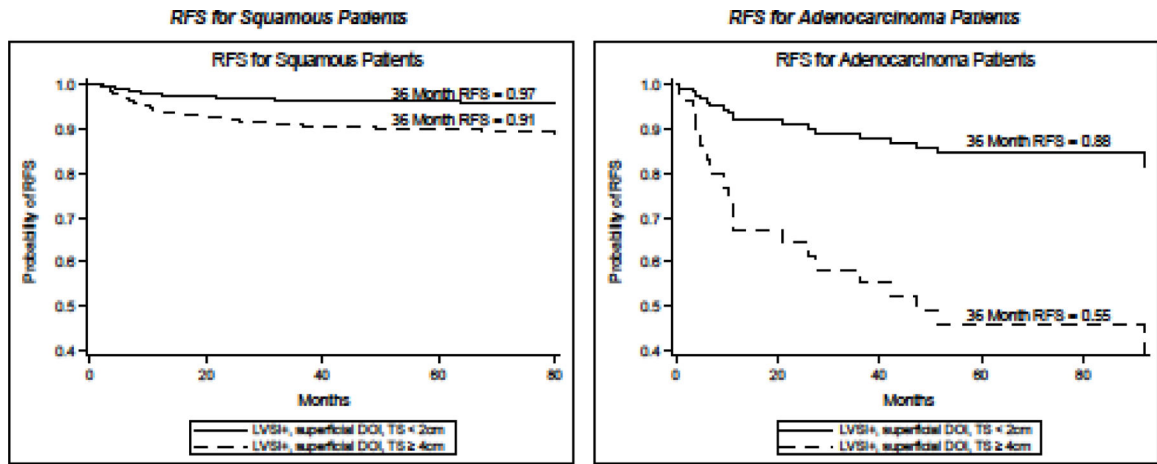 RFS for Squamous Patients
RFS for Squamous Patients
1.0
0.9
0.8
0.7
0.6
0.5
0.4
Probability of RFS
36 Month RFS = 0.97
36 Month RFS = 0.91
0 20 40 60 80
Months
LVSI+, superficial DOI, TS < 2cm
LVSI+, superficial DOI, TS ≥ 4cm
RFS for Adenocarcinoma Patients
RFS for Adenocarcinoma Patients
1.0
0.9
0.8
0.7
0.6
0.5
0.4
Probability of RFS
36 Month RFS = 0.88
36 Month RFS = 0.55
0 20 40 60 80
Months
LVSI+, superficial DOI, TS < 2cm
LVSI+, superficial DOI, TS ≥ 4cm